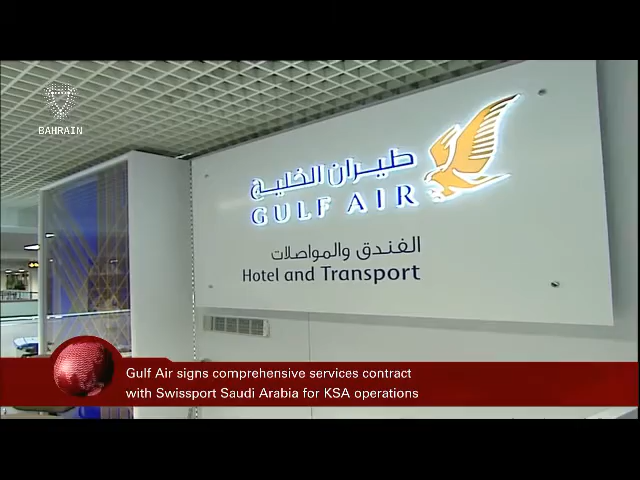 BAHRAIN
طيران الخليج
GULF AIR
الفندق والمواصلات
Hotel and Transport
Gulf Air signs comprehensive services contract
with Swissport Saudi Arabia for KSA operations